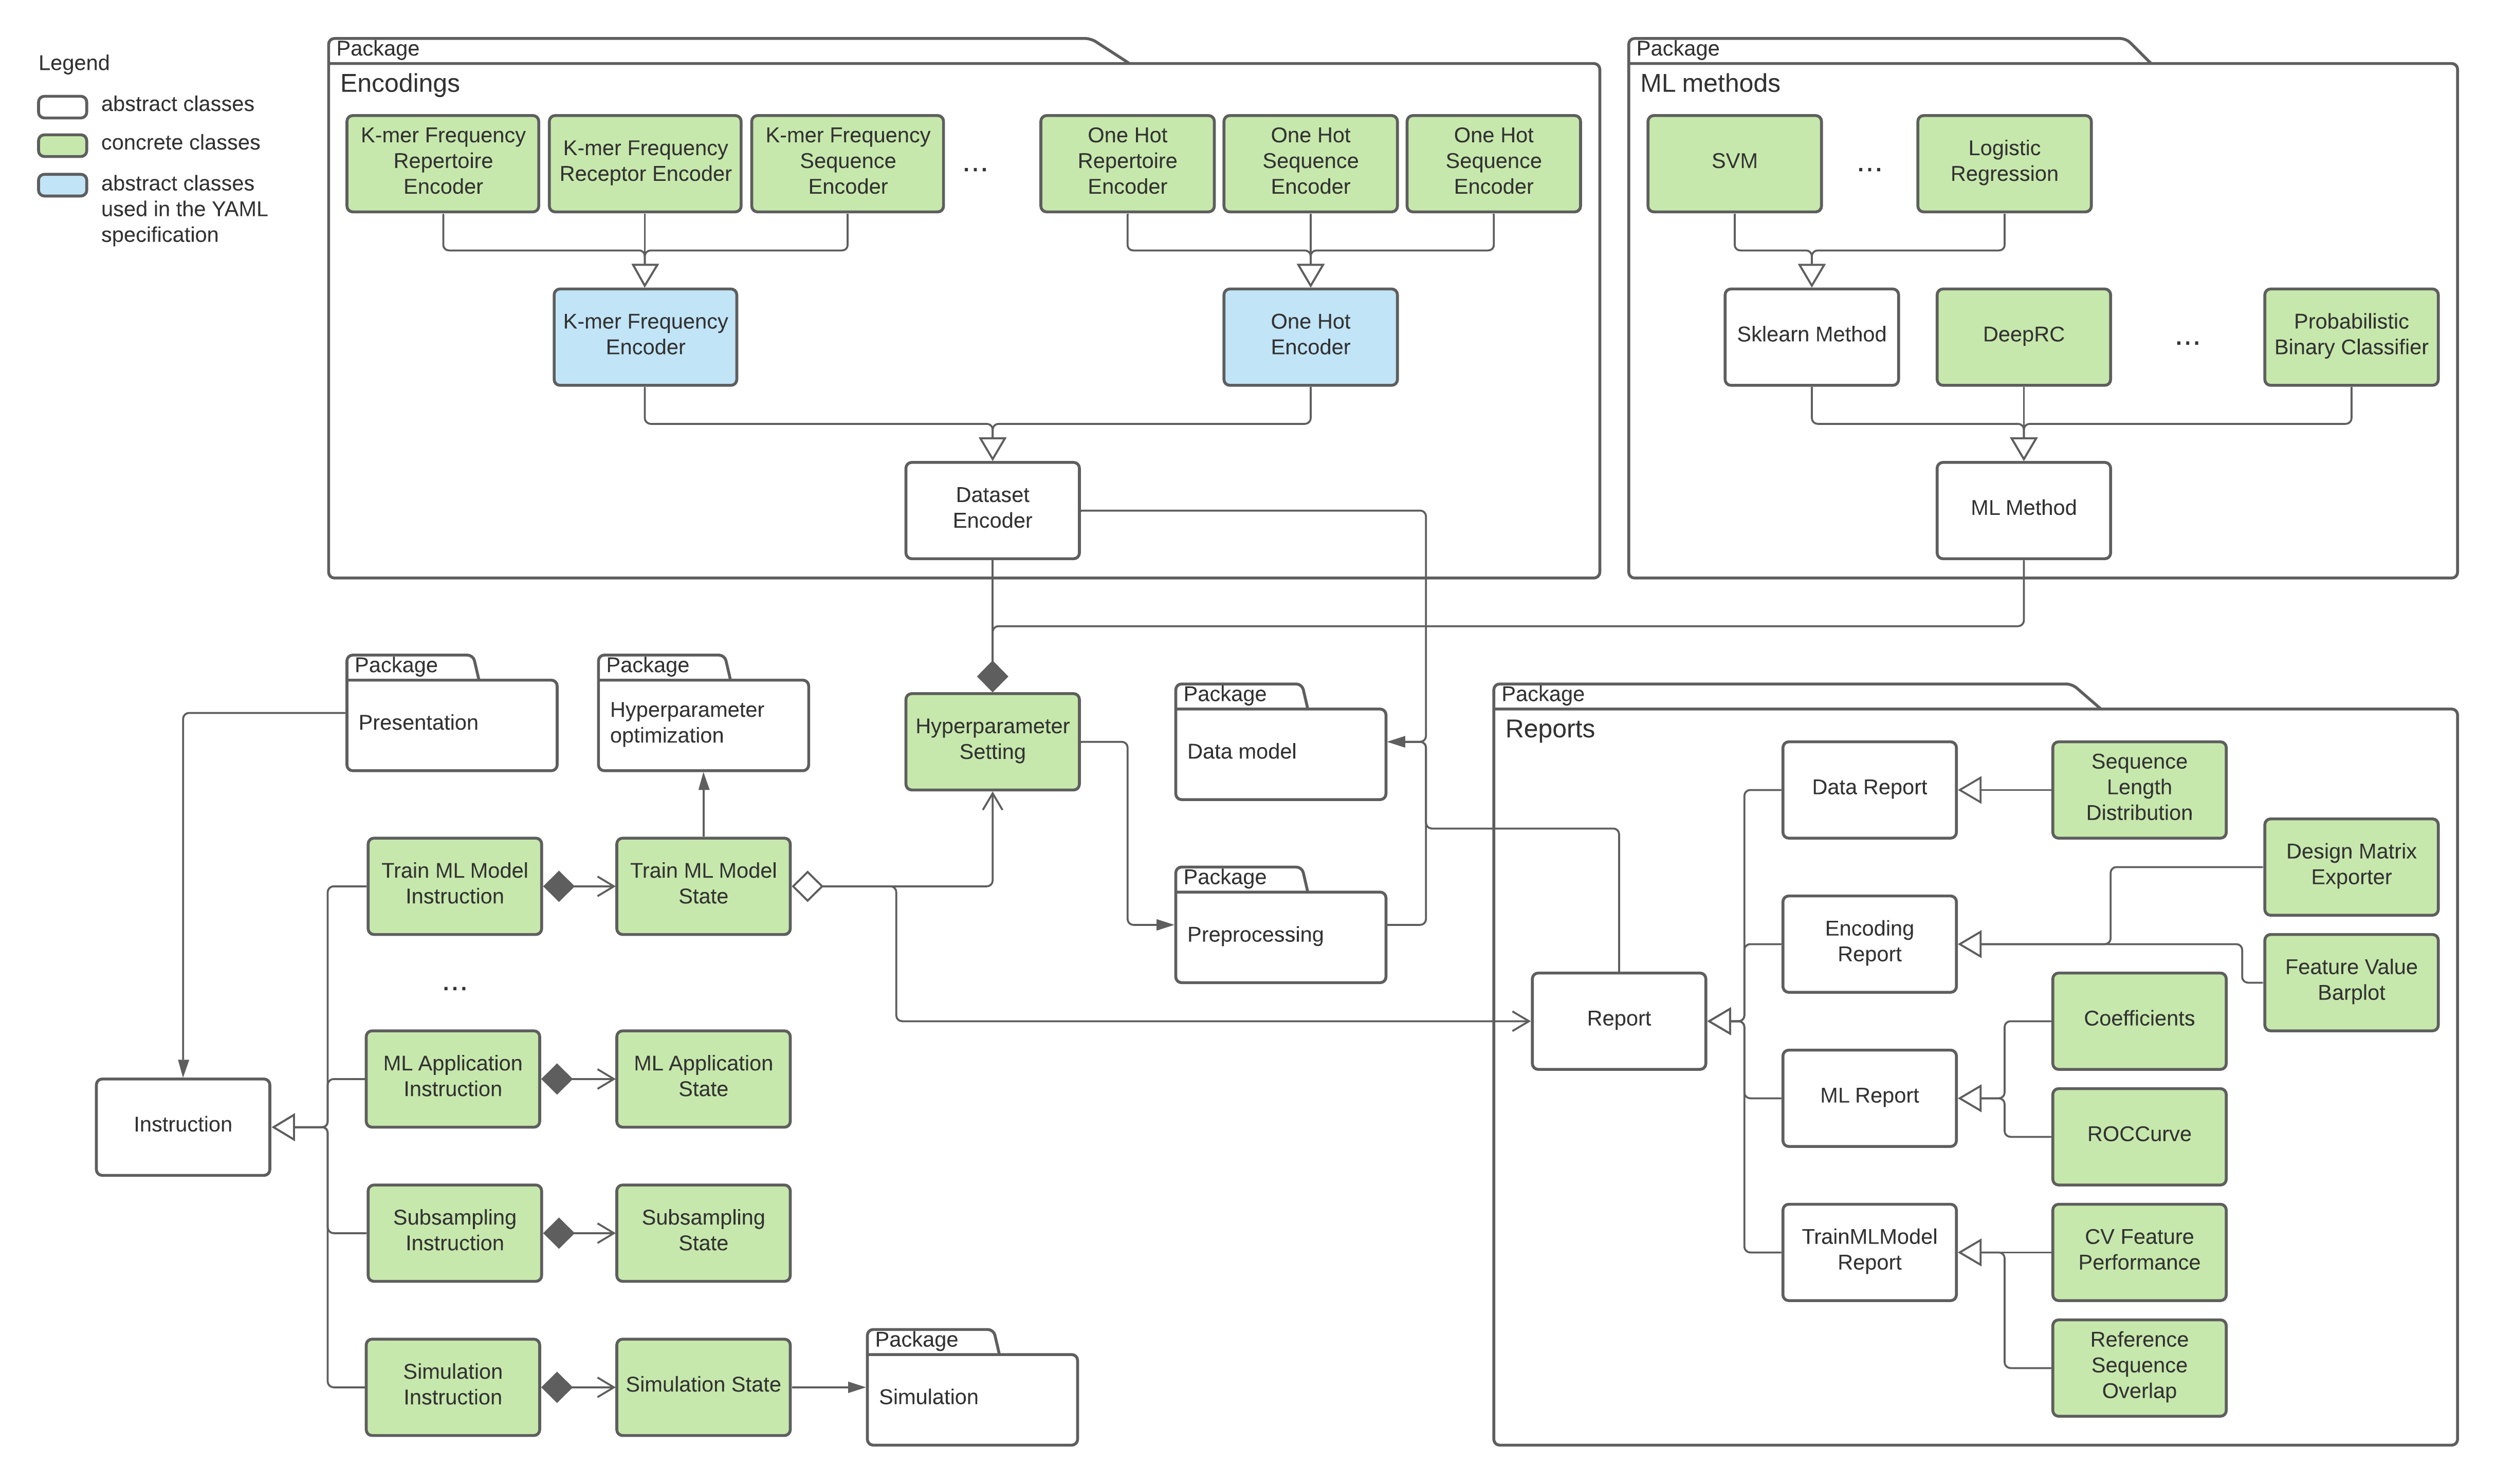 Legend
abstract classes
concrete classes
abstract classes
used in the YAML
specification
Package
Encodings
K-mer Frequency
Repertoire
Encoder
K-mer Frequency
Receptor Encoder
K-mer Frequency
Sequence
Encoder
...
One Hot
Repertoire
Encoder
One Hot
Sequence
Encoder
One Hot
Sequence
Encoder
K-mer Frequency
Encoder
One Hot
Encoder
Dataset
Encoder
Package
ML methods
SVM
...
Logistic
Regression
Sklearn Method
DeepRC
...
Probabilistic
Binary Classifier
ML Method
Package
Presentation
Package
Hyperparameter
optimization
Hyperparameter
Setting
Package
Data model
Package
Preprocessing
Train ML Model
Instruction
Train ML Model
State
...
ML Application
Instruction
ML Application
State
Instruction
Subsampling
Instruction
Subsampling
State
Simulation
Instruction
Simulation State
Package
Simulation
Package
Reports
Report
Data Report
Sequence
Length
Distribution
Encoding
Report
Design Matrix
Exporter
Feature Value
Barplot
ML Report
Coefficients
ROCCurve
TrainMLModel
Report
CV Feature
Performance
Reference
Sequence
Overlap